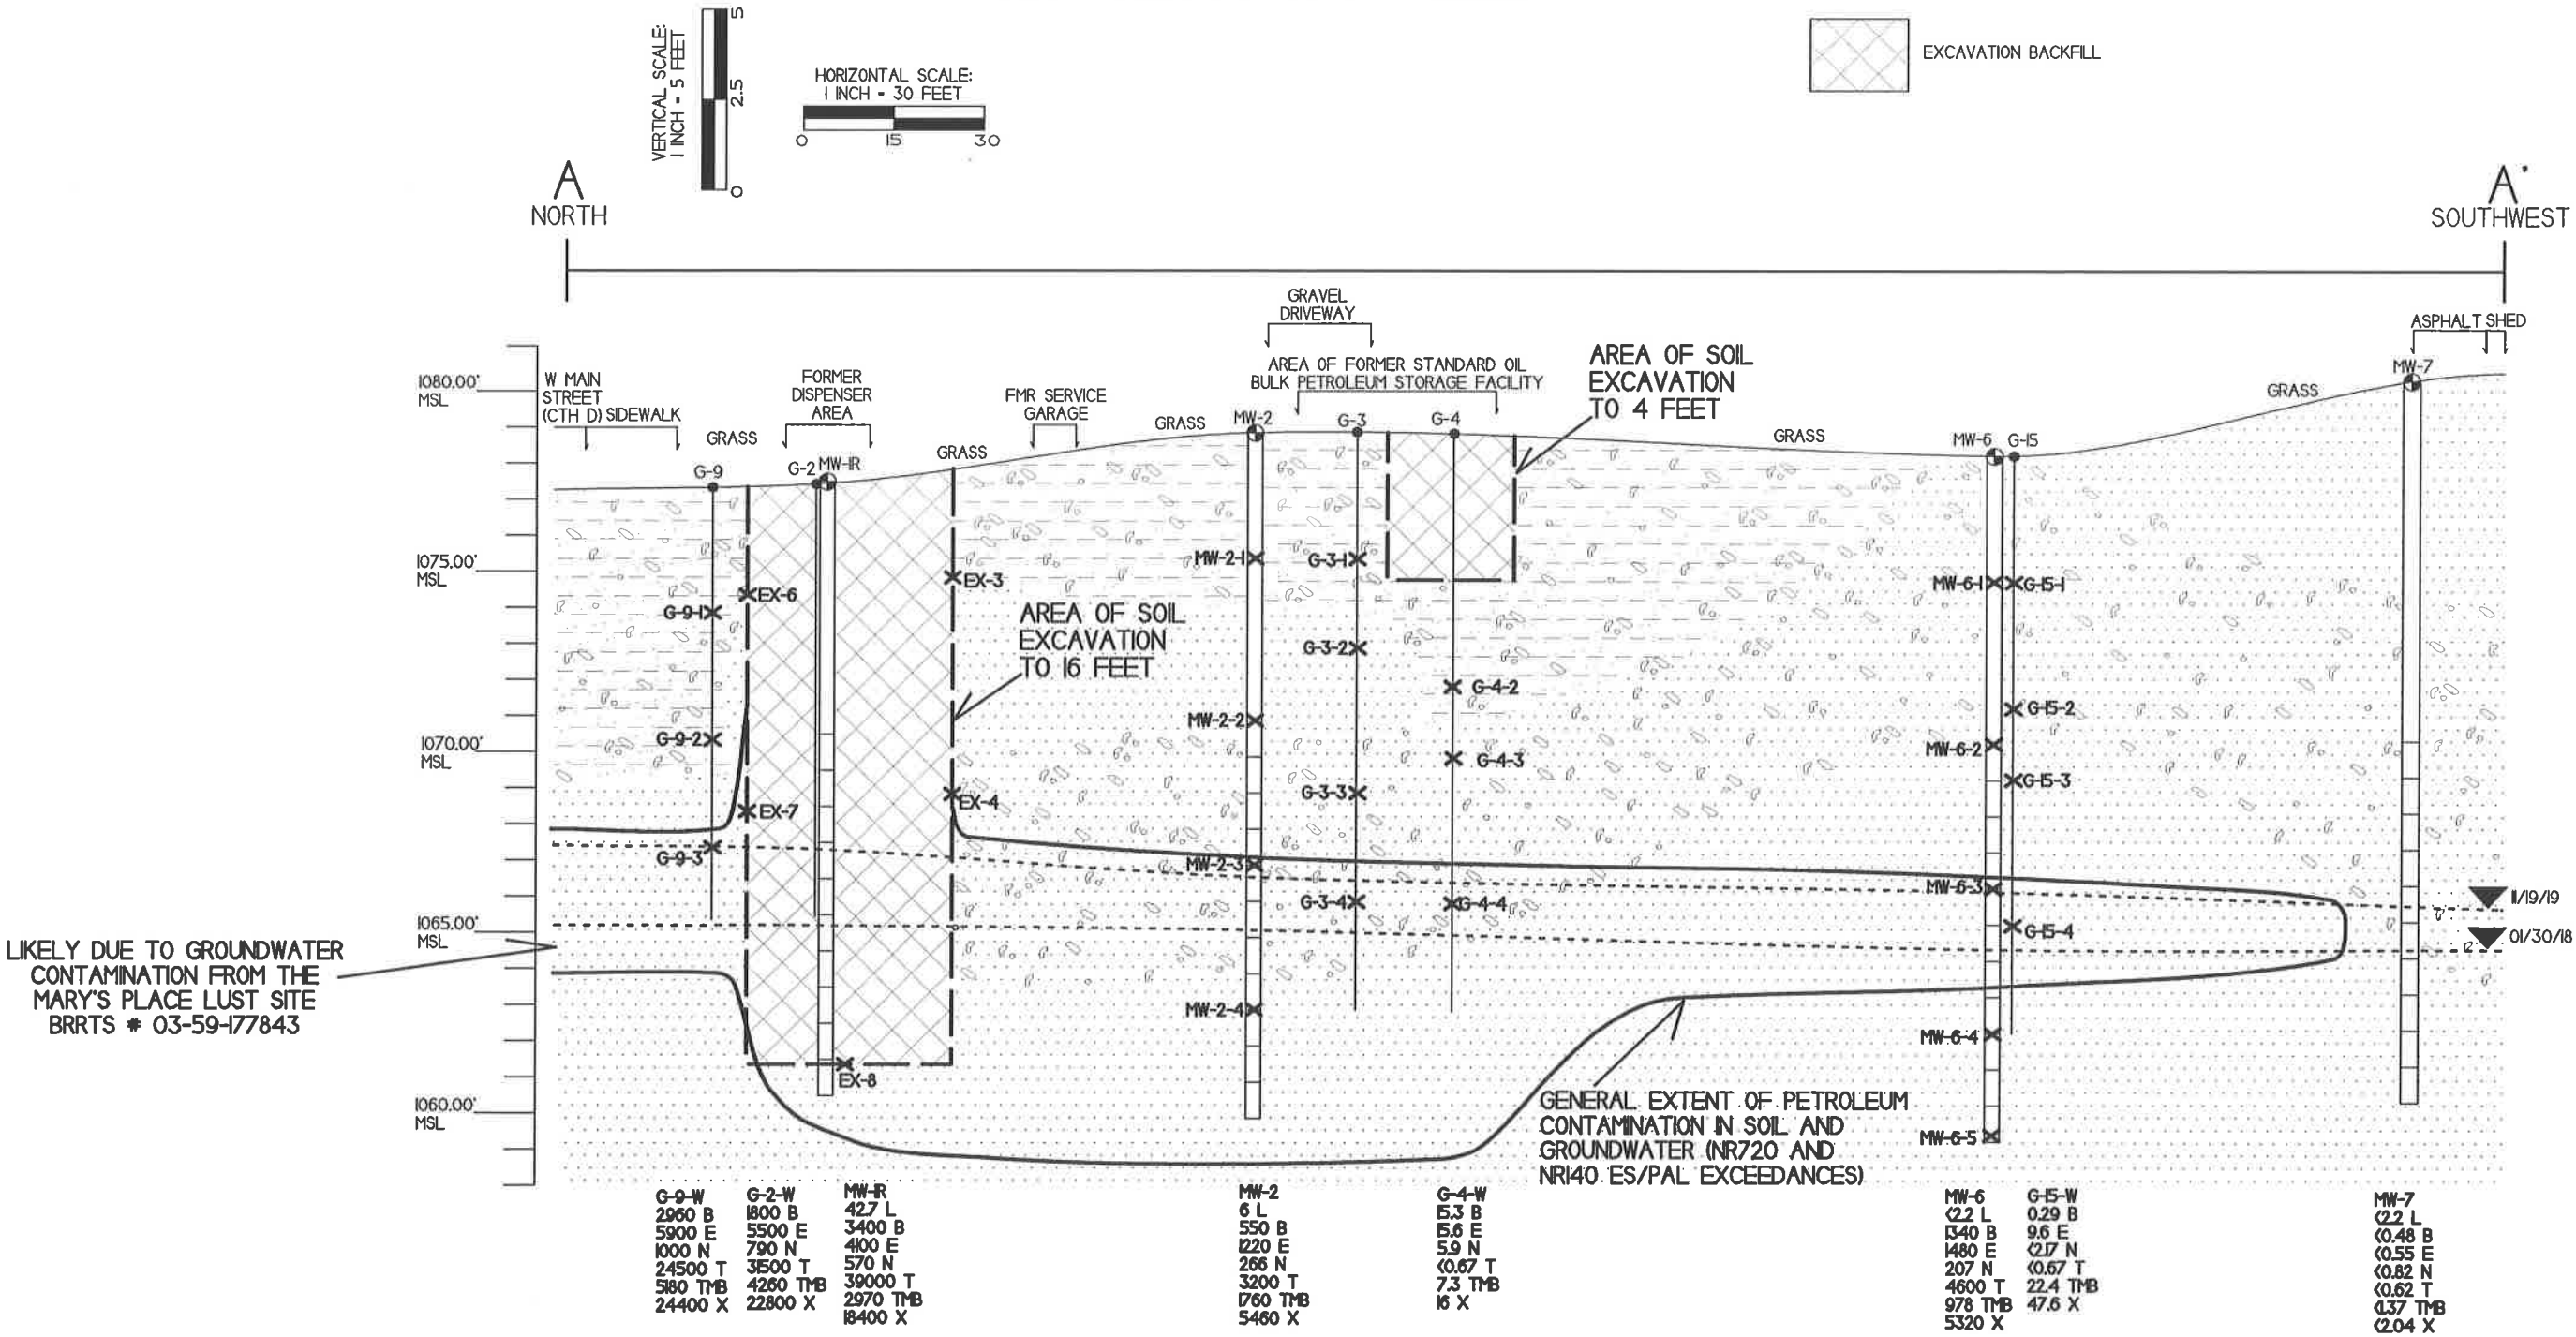 VERTICAL SCALE:
1 INCH = 5 FEET
5
2.5
0
HORIZONTAL SCALE:
1 INCH = 30 FEET
0 15 30
EXCAVATION BACKFILL
A
NORTH
A'
SOUTHWEST
GRAVEL
DRIVEWAY
ASPHALT SHED
1080.00'
MSL
1075.00'
MSL
1070.00'
MSL
1065.00'
MSL
1060.00'
MSL
W MAIN
STREET
(CTH D) SIDEWALK
GRASS
FORMER
DISPENSER
AREA
GRASS
FMR SERVICE
GARAGE
GRASS
AREA OF FORMER STANDARD OIL
BULK PETROLEUM STORAGE FACILITY
AREA OF SOIL
EXCAVATION
TO 4 FEET
GRASS
GRASS
G-9
G-2
MW-1R
MW-2
G-3
G-4
MW-6
G-15
MW-7
G-9-1
G-9-2
G-9-3
EX-6
EX-7
EX-8
EX-3
EX-4
AREA OF SOIL
EXCAVATION
TO 16 FEET
MW-2-1
MW-2-2
MW-2-3
MW-2-4
G-3-1
G-3-2
G-3-3
G-3-4
G-4-2
G-4-3
G-4-4
MW-6-1
MW-6-2
MW-6-3
MW-6-4
MW-6-5
G-15-1
G-15-2
G-15-3
G-15-4
11/19/19
01/30/18
LIKELY DUE TO GROUNDWATER
CONTAMINATION FROM THE
MARY'S PLACE LUST SITE
BRRTS # 03-59-177843
GENERAL EXTENT OF PETROLEUM
CONTAMINATION IN SOIL AND
GROUNDWATER (NR720 AND
NR140 ES/PAL EXCEEDANCES)
G-9-W
2960 B
5900 E
1000 N
24500 T
5180 TMB
24400 X
G-2-W
1800 B
5500 E
790 N
31500 T
4260 TMB
22800 X
MW-1R
42.7 L
3400 B
4100 E
570 N
39000 T
2970 TMB
18400 X
MW-2
6 L
550 B
1220 E
266 N
3200 T
1760 TMB
5460 X
G-4-W
15.3 B
15.6 E
5.9 N
<0.67 T
7.3 TMB
16 X
MW-6
<2.2 L
1340 B
1480 E
207 N
4600 T
978 TMB
5320 X
G-15-W
0.29 B
9.6 E
<2.17 N
<0.67 T
22.4 TMB
47.6 X
MW-7
<2.2 L
<0.48 B
<0.55 E
<0.82 N
<0.62 T
<1.37 TMB
<2.04 X